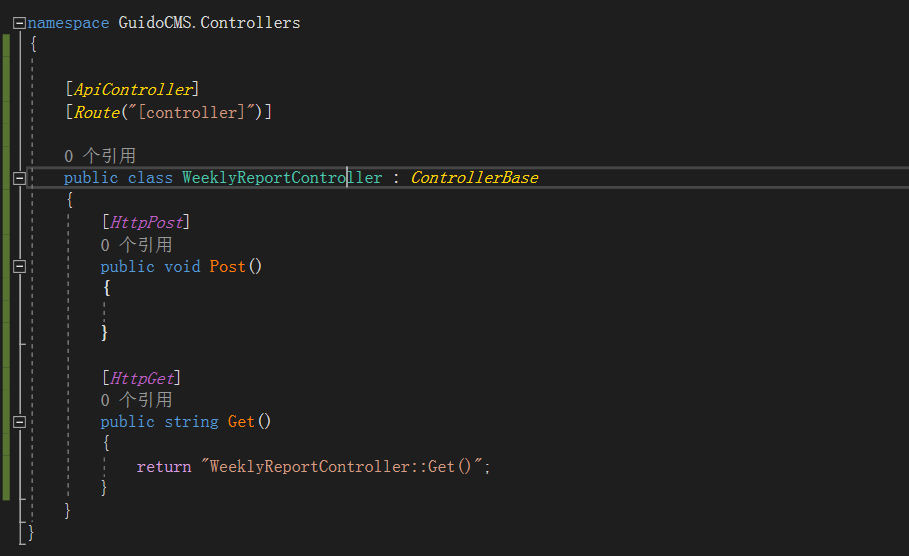 namespace GuidoCMS.Controllers
{
[ApiController]
[Route("[controller]")]
0 个引用
public class WeeklyReportController : ControllerBase
{
[HttpPost]
0 个引用
public void Post()
{
}
[HttpGet]
0 个引用
public string Get()
{
return "WeeklyReportController::Get()";
}
}
}